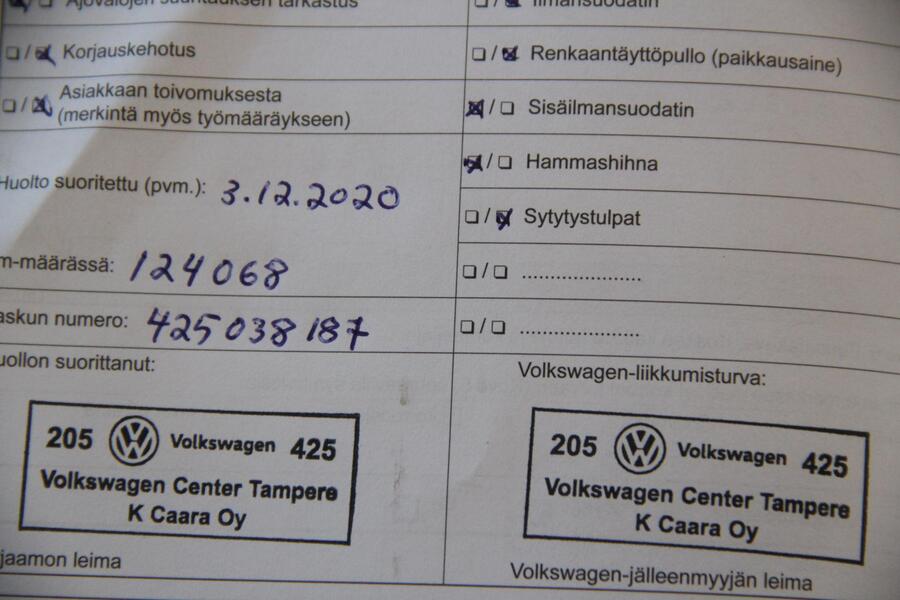 Ajovalojen suuntauksen tarkastus
Korjauskehotus
Asiakkaan toivomuksesta
(merkintä myös työmääräykseen)
Huolto suoritettu (pvm.): 3.12.2020
m-määrässä: 124068
askun numero: 425038187
uollon suorittanut:
205 Volkswagen 425
Volkswagen Center Tampere
K Caara Oy
jaamon leima
Ilmansuodatin
Renkaantäyttöpullo (paikkausaine)
Sisäilmansuodatin
Hammashihna
Sytytystulpat
Volkswagen-liikkumisturva:
205 Volkswagen 425
Volkswagen Center Tampere
K Caara Oy
Volkswagen-jälleenmyyjän leima